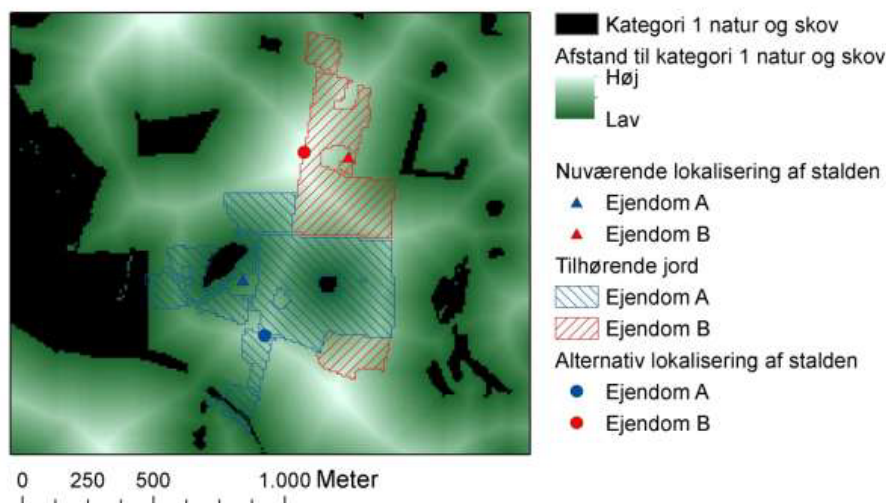 Kategori 1 natur og skov
Afstand til kategori 1 natur og skov
Høj
Lav
Nuværende lokalisering af stalden
Ejendom A
Ejendom B
Tilhørende jord
Ejendom A
Ejendom B
Alternativ lokalisering af stalden
Ejendom A
Ejendom B
0 250 500 1.000 Meter